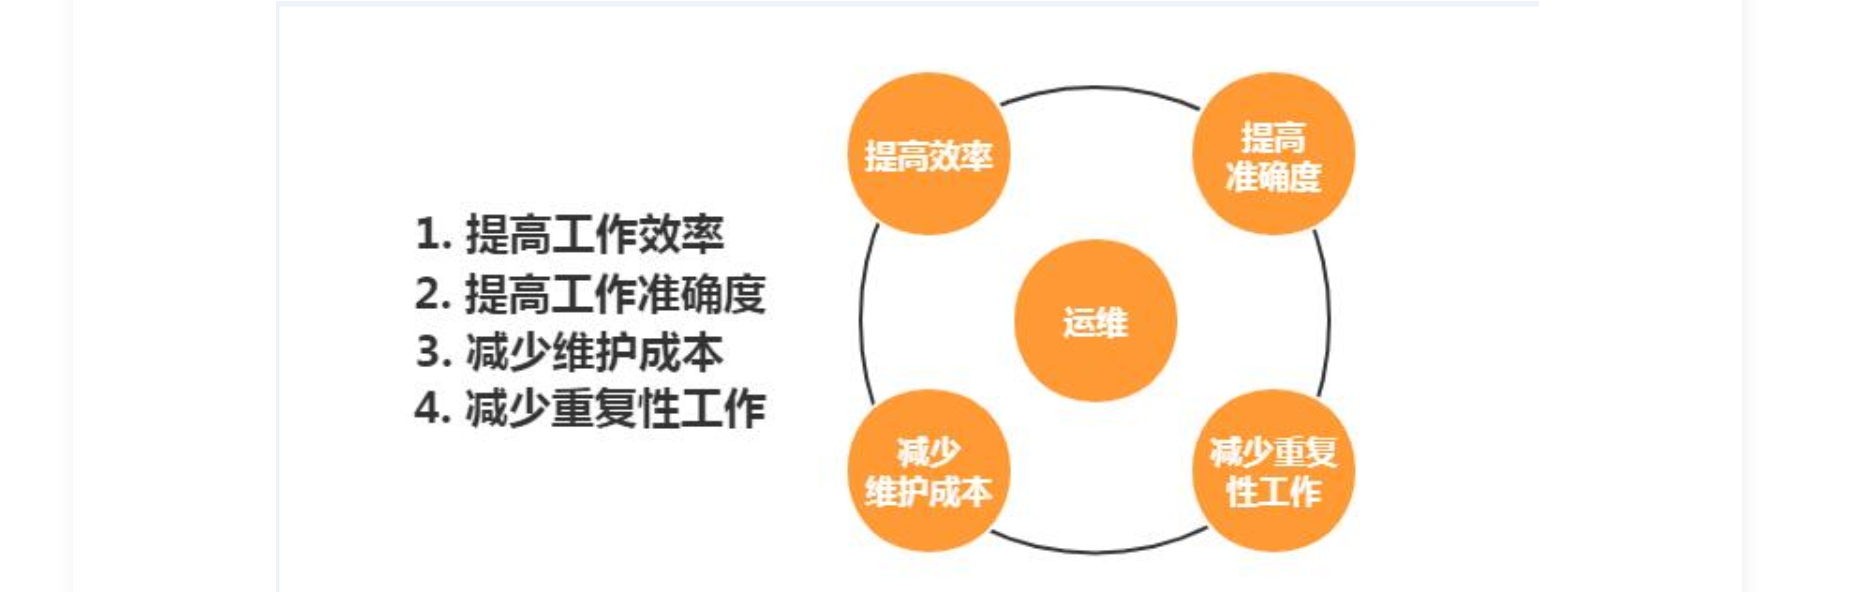 1. 提高工作效率
2. 提高工作准确度
3. 减少维护成本
4. 减少重复性工作
提高效率
提高
准确度
运维
减少
维护成本
减少重复
性工作